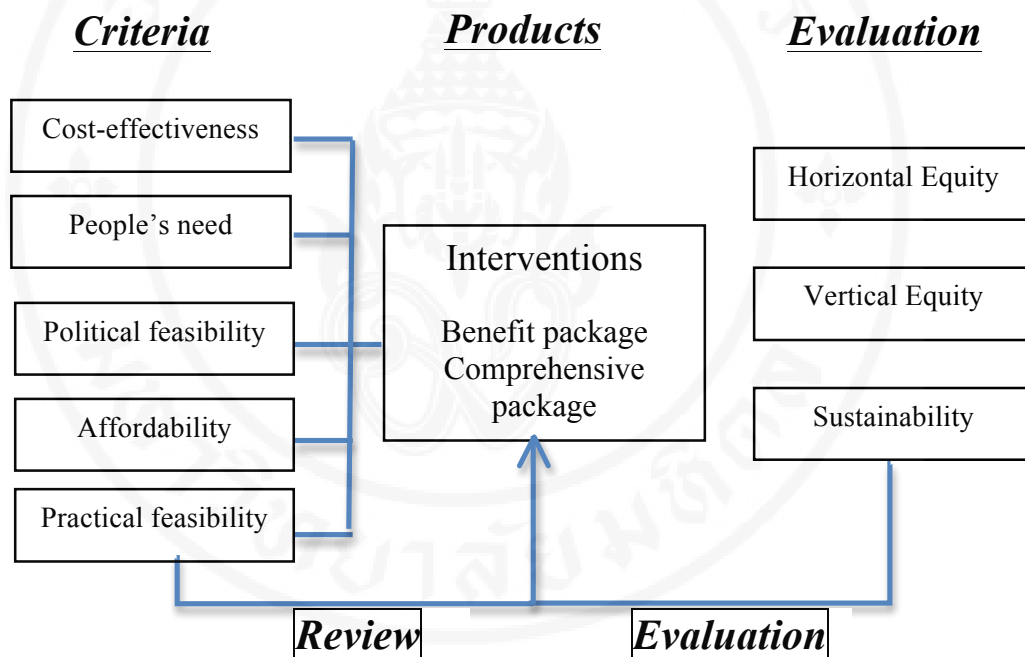 Criteria
Products
Evaluation
Cost-effectiveness
People’s need
Political feasibility
Affordability
Practical feasibility
Interventions
Benefit package
Comprehensive
package
Horizontal Equity
Vertical Equity
Sustainability
Review
Evaluation